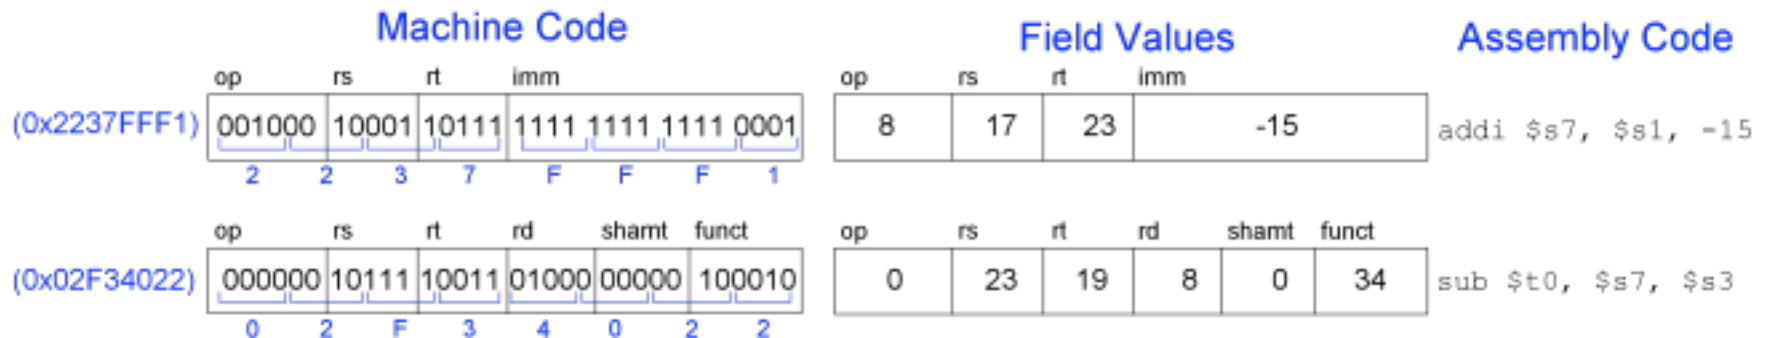 Machine Code Field Values Assembly Code
op rs rt imm op rs rt imm
(0x2237FFF1) 001000 10001 10111 1111 1111 1111 0001 8 17 23 -15 addi $s7, $s1, -15
2 2 3 7 F F F 1
op rs rt rd shamt funct op rs rt rd shamt funct
(0x02F34022) 000000 10111 10011 01000 00000 100010 0 23 19 8 0 34 sub $t0, $s7, $s3
0 2 F 3 4 0 2 2